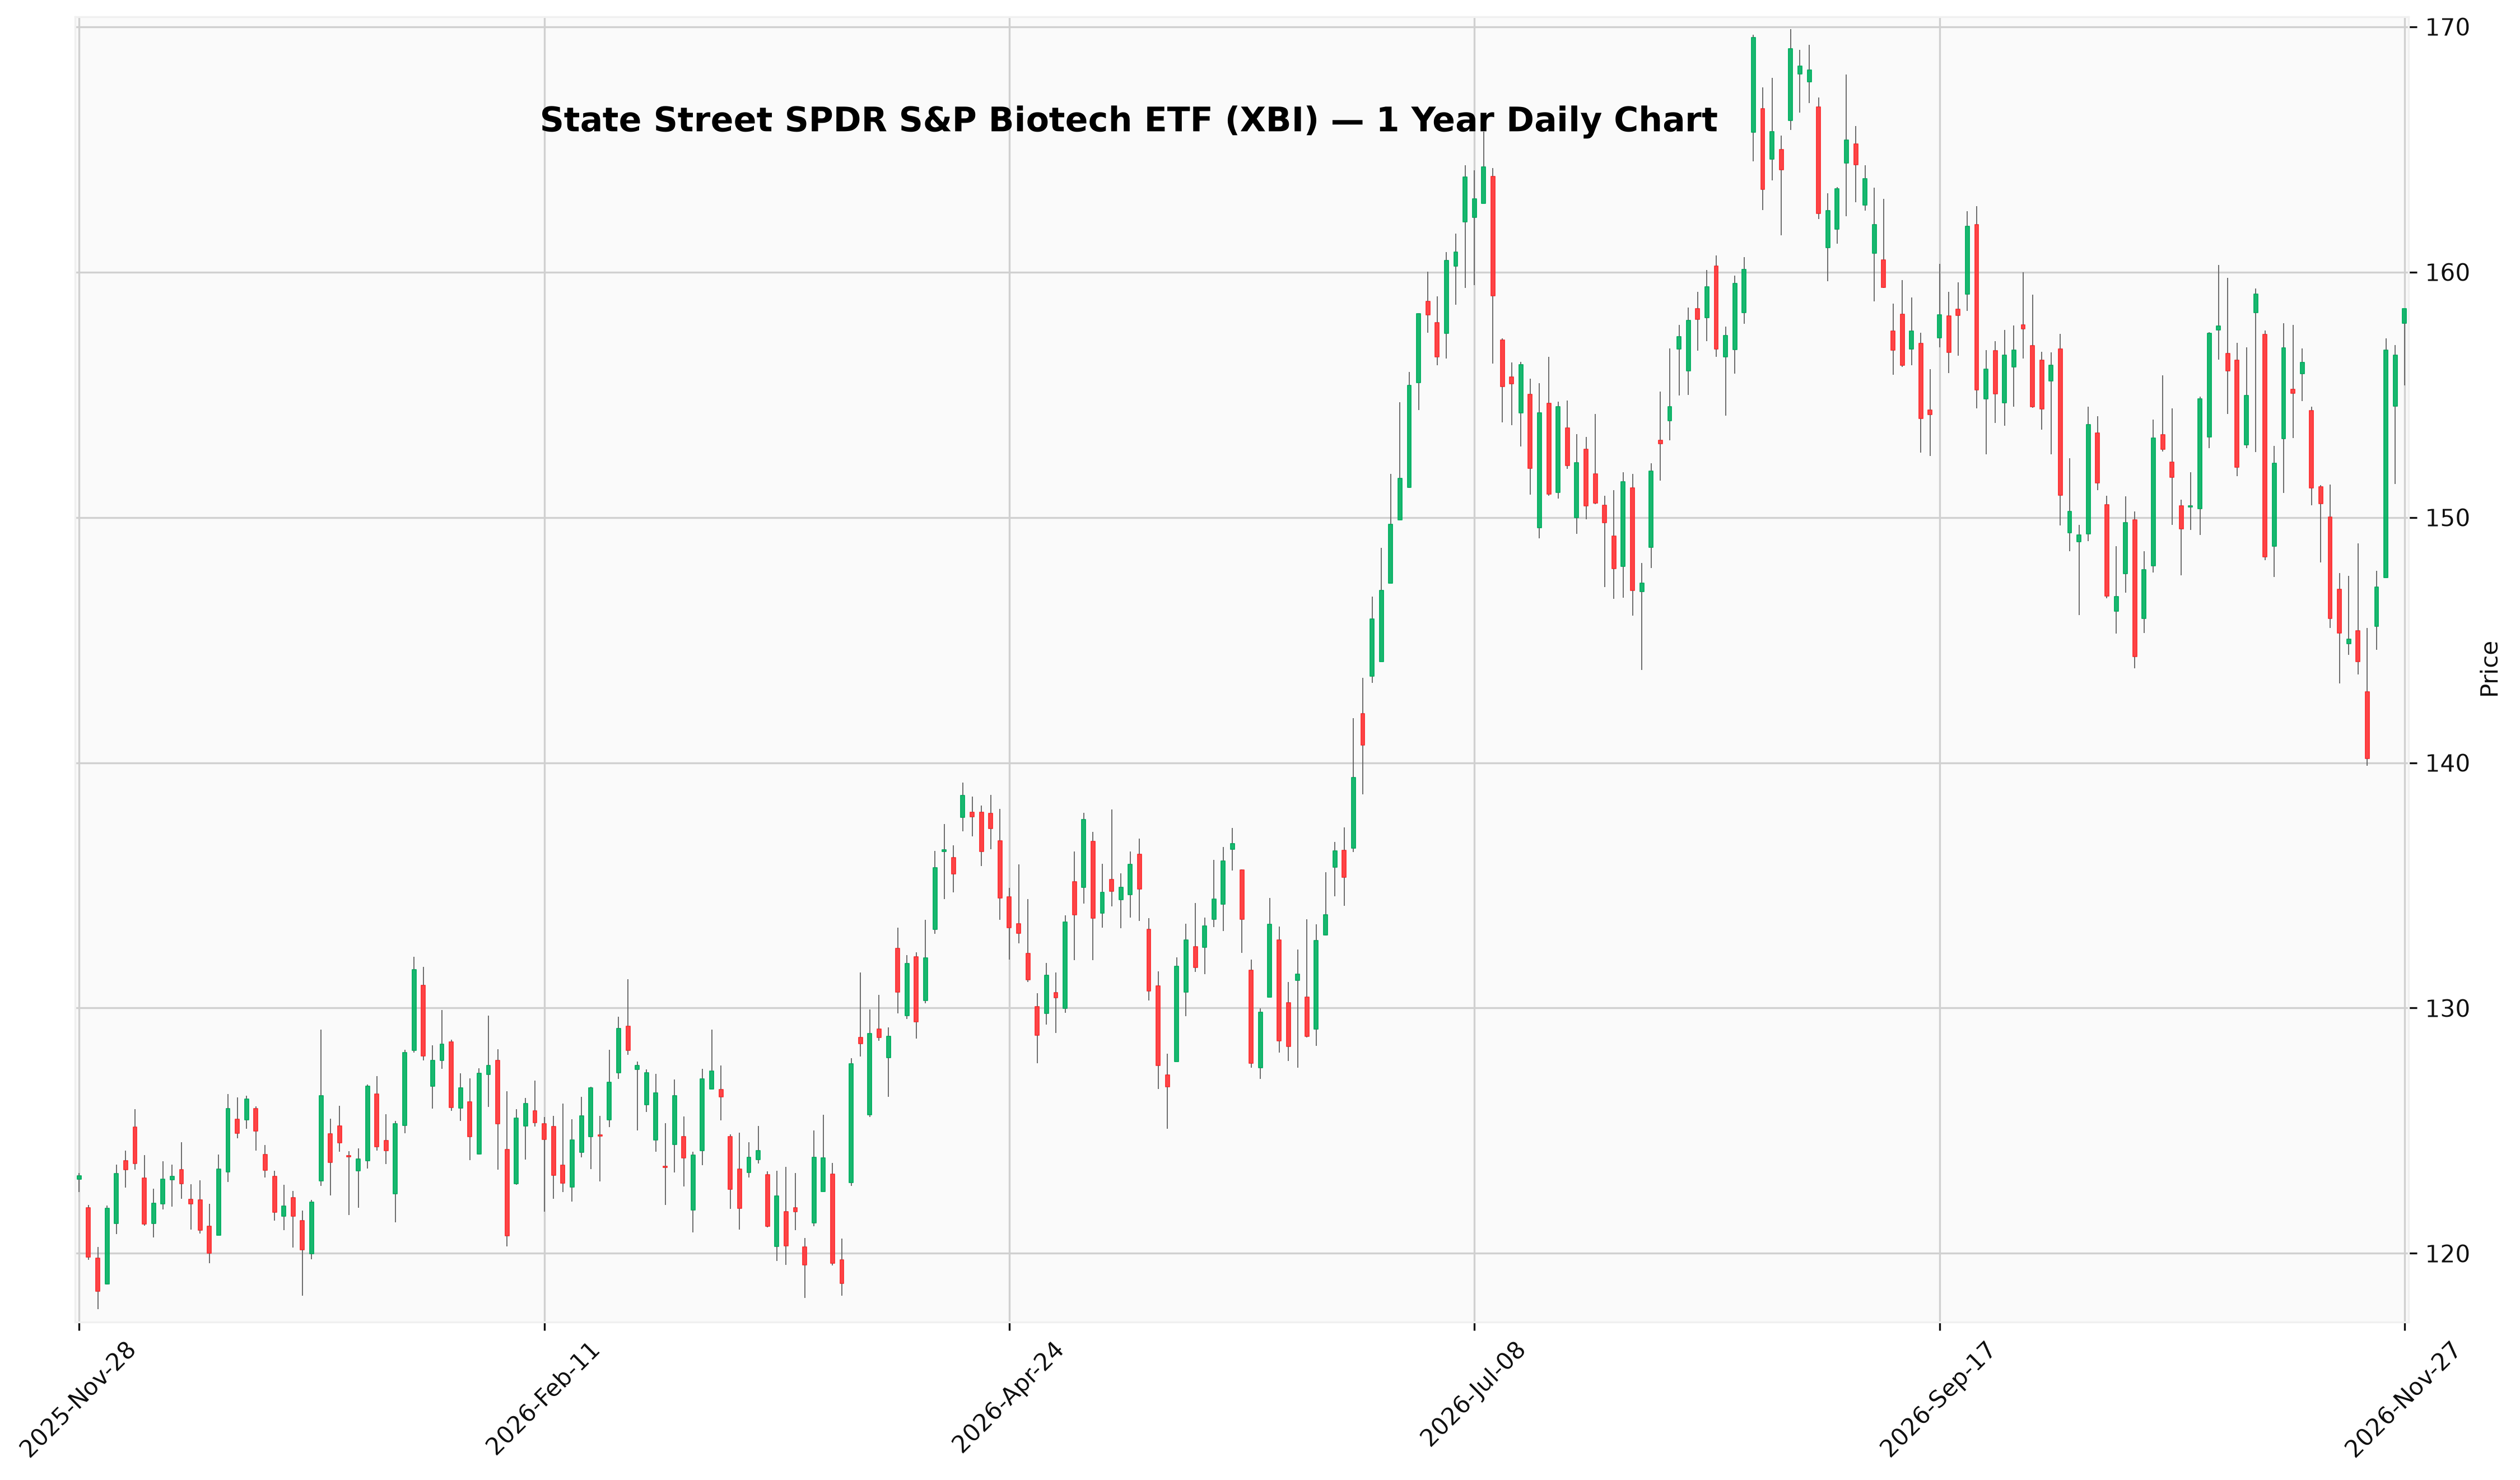 State Street SPDR S&P Biotech ETF (XBI) — 1 Year Daily Chart
170
160
150
140
130
120
Price
2025-Nov-28
2026-Feb-11
2026-Apr-24
2026-Jul-08
2026-Sep-17
2026-Nov-27